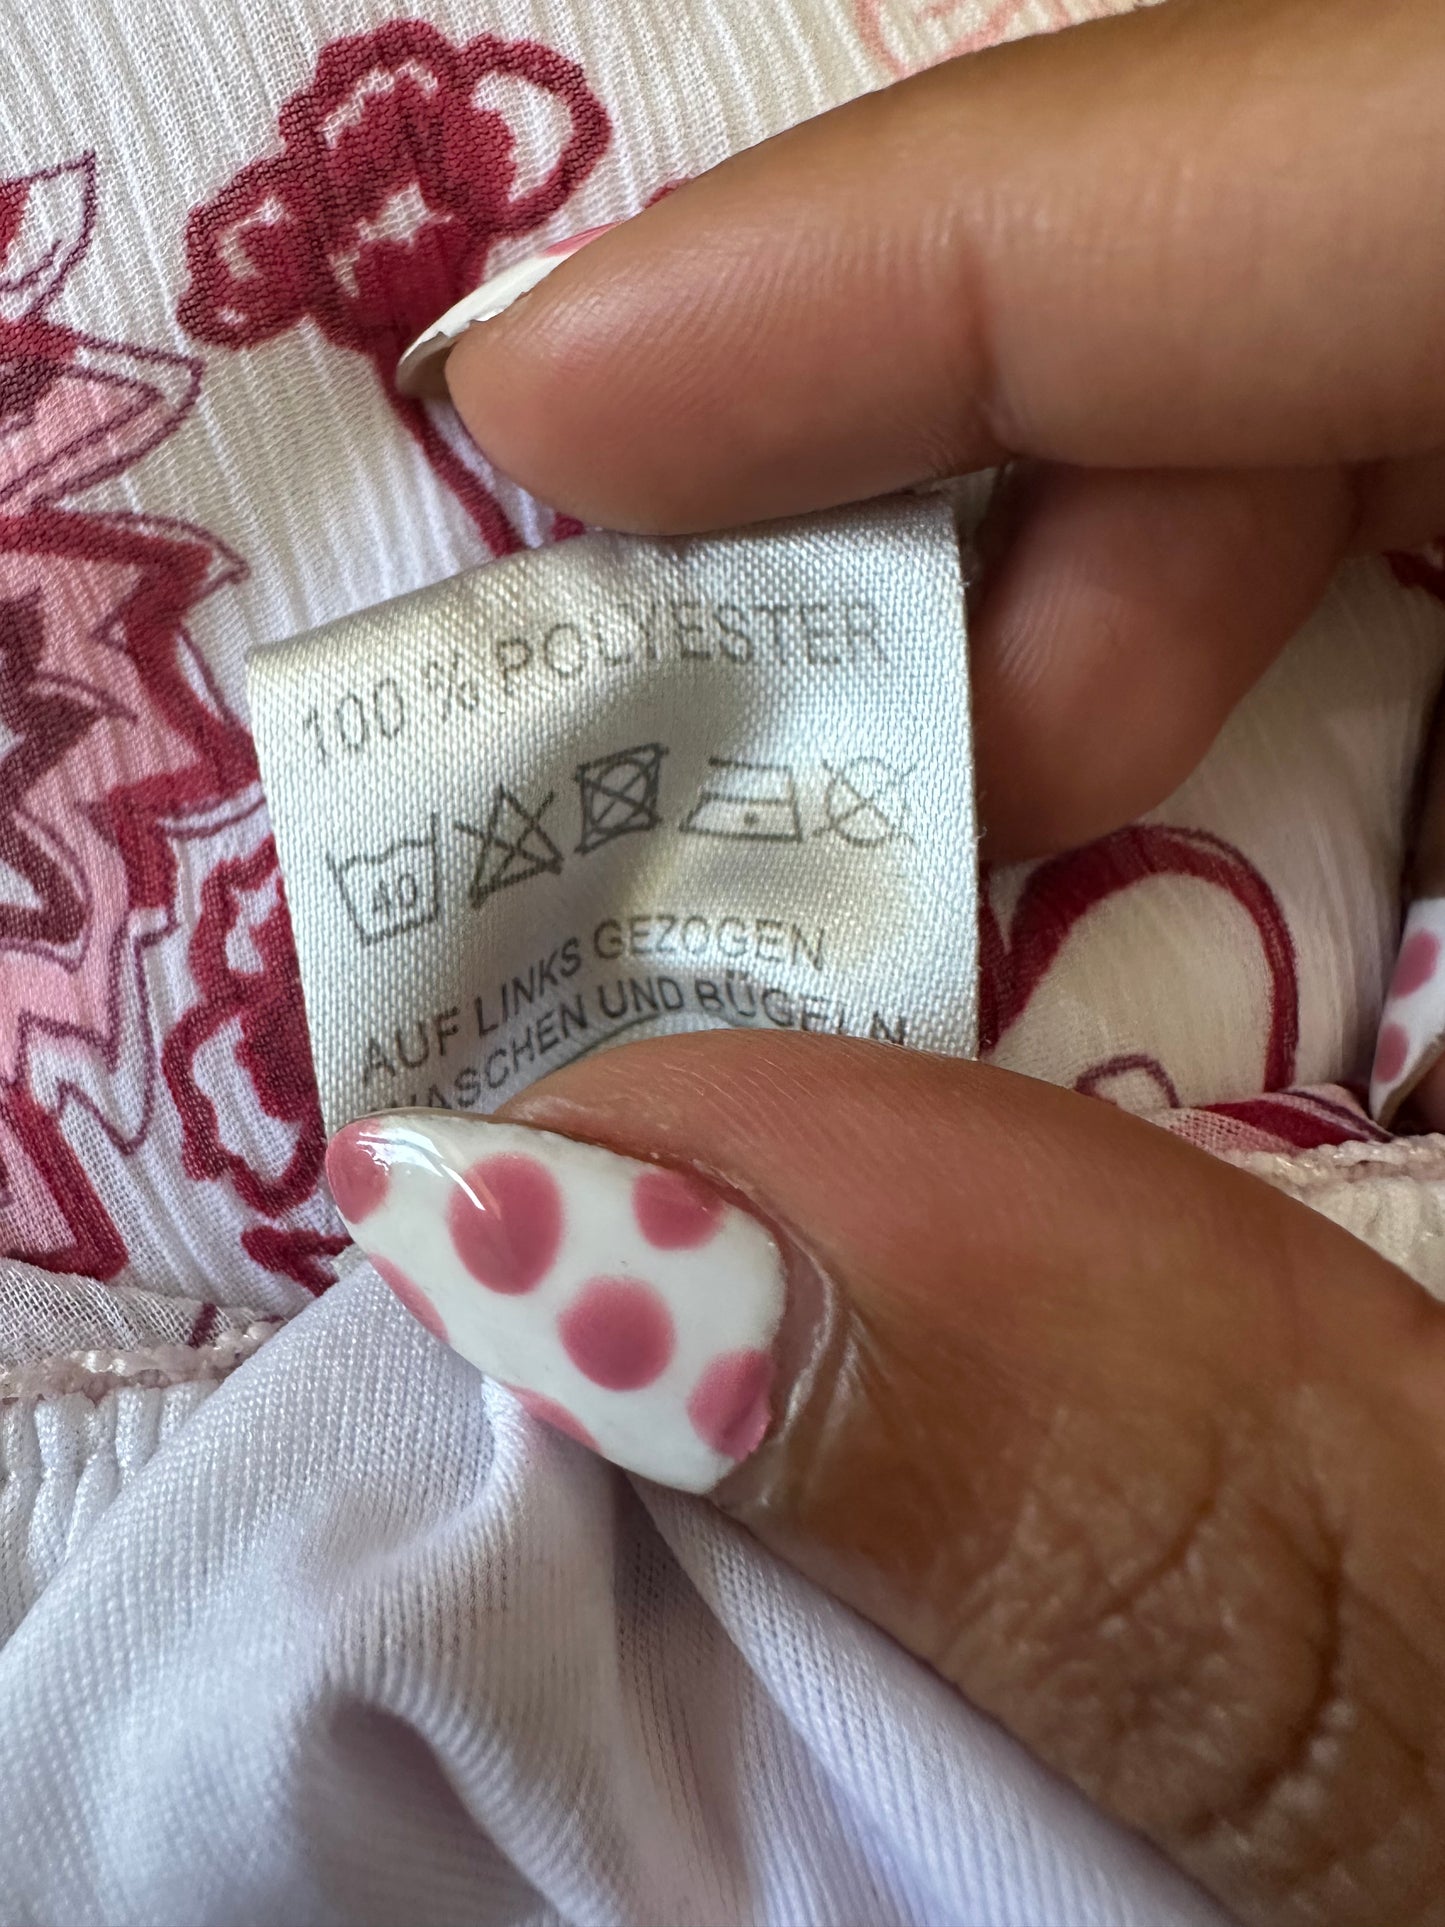 100 % POLYESTER
40
AUF LINKS GEZOGEN
WASCHEN UND BÜGELN